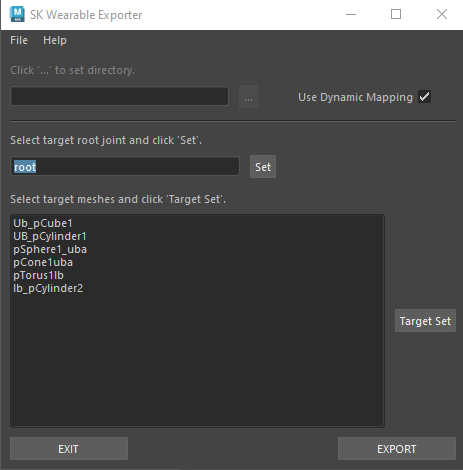 SK Wearable Exporter
File Help
Click '...' to set directory.
... Use Dynamic Mapping
Select target root joint and click 'Set'.
root Set
Select target meshes and click 'Target Set'.
Ub_pCube1
UB_pCylinder1
pSphere1_uba
pCone1uba
pTorus1lb
lb_pCylinder2
Target Set
EXIT EXPORT